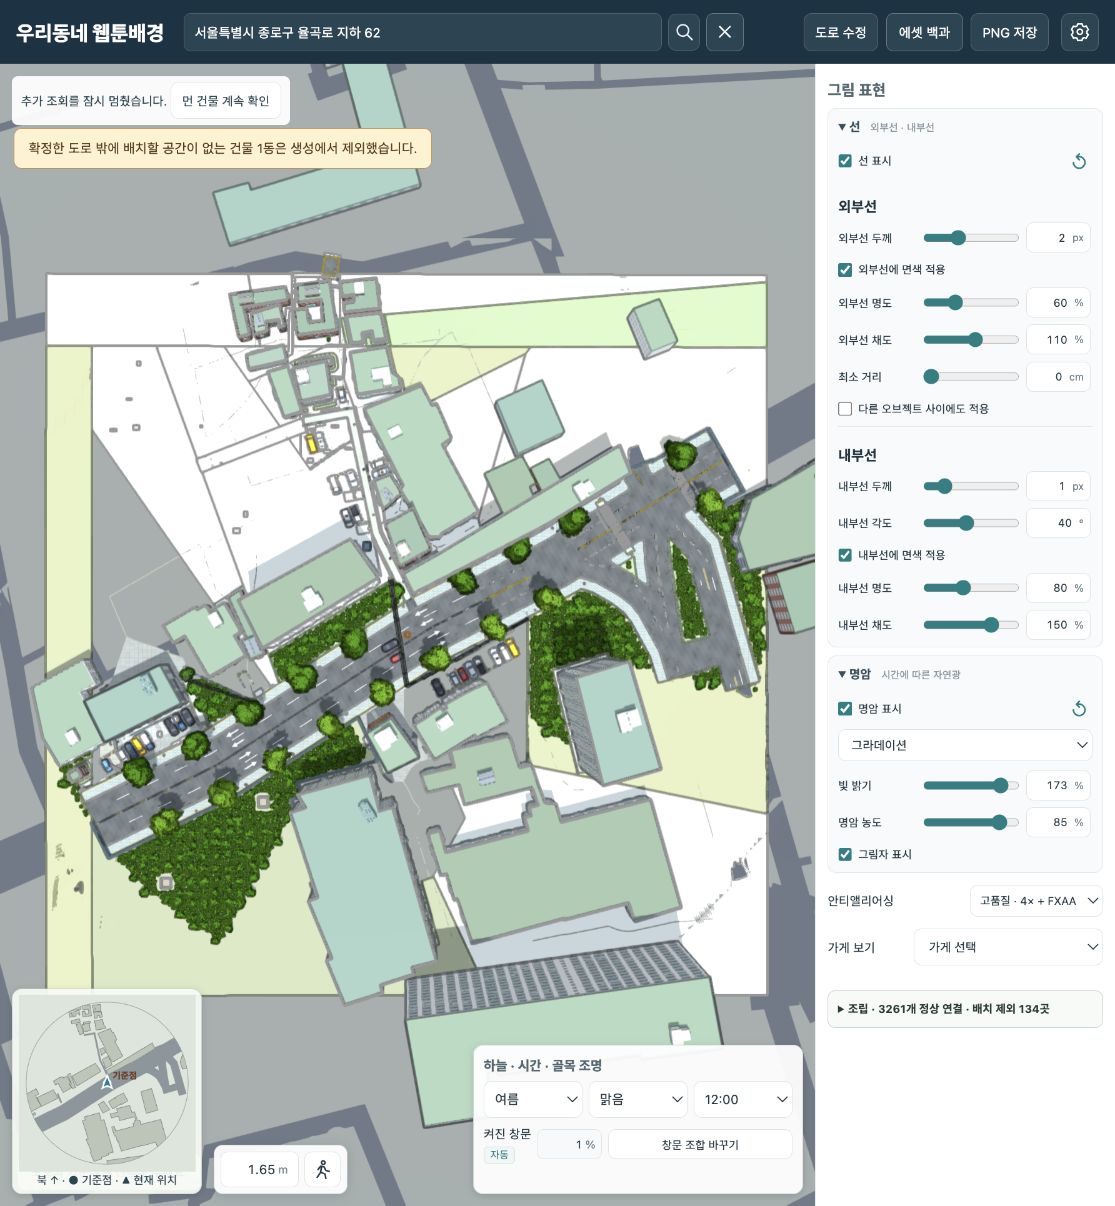 우리동네 웹툰배경
서울특별시 종로구 율곡로 지하 62
도로 수정
에셋 백과
PNG 저장
추가 조회를 잠시 멈췄습니다.
먼 건물 계속 확인
확정한 도로 밖에 배치할 공간이 없는 건물 1동은 생성에서 제외했습니다.
그림 표현
▼ 선 외부선 · 내부선
선 표시
외부선
외부선 두께 2 px
외부선에 면색 적용
외부선 명도 60 %
외부선 채도 110 %
최소 거리 0 cm
다른 오브젝트 사이에도 적용
내부선
내부선 두께 1 px
내부선 각도 40 °
내부선에 면색 적용
내부선 명도 80 %
내부선 채도 150 %
▼ 명암 시간에 따른 자연광
명암 표시
그라데이션
빛 밝기 173 %
명암 농도 85 %
그림자 표시
안티앨리어싱 고품질 · 4× + FXAA
가게 보기 가게 선택
▶ 조립 · 3261개 정상 연결 · 배치 제외 134곳
기준점
북 ↑ · ● 기준점 · ▲ 현재 위치
1.65 m
하늘 · 시간 · 골목 조명
여름
맑음
12:00
켜진 창문
자동
1 %
창문 조합 바꾸기